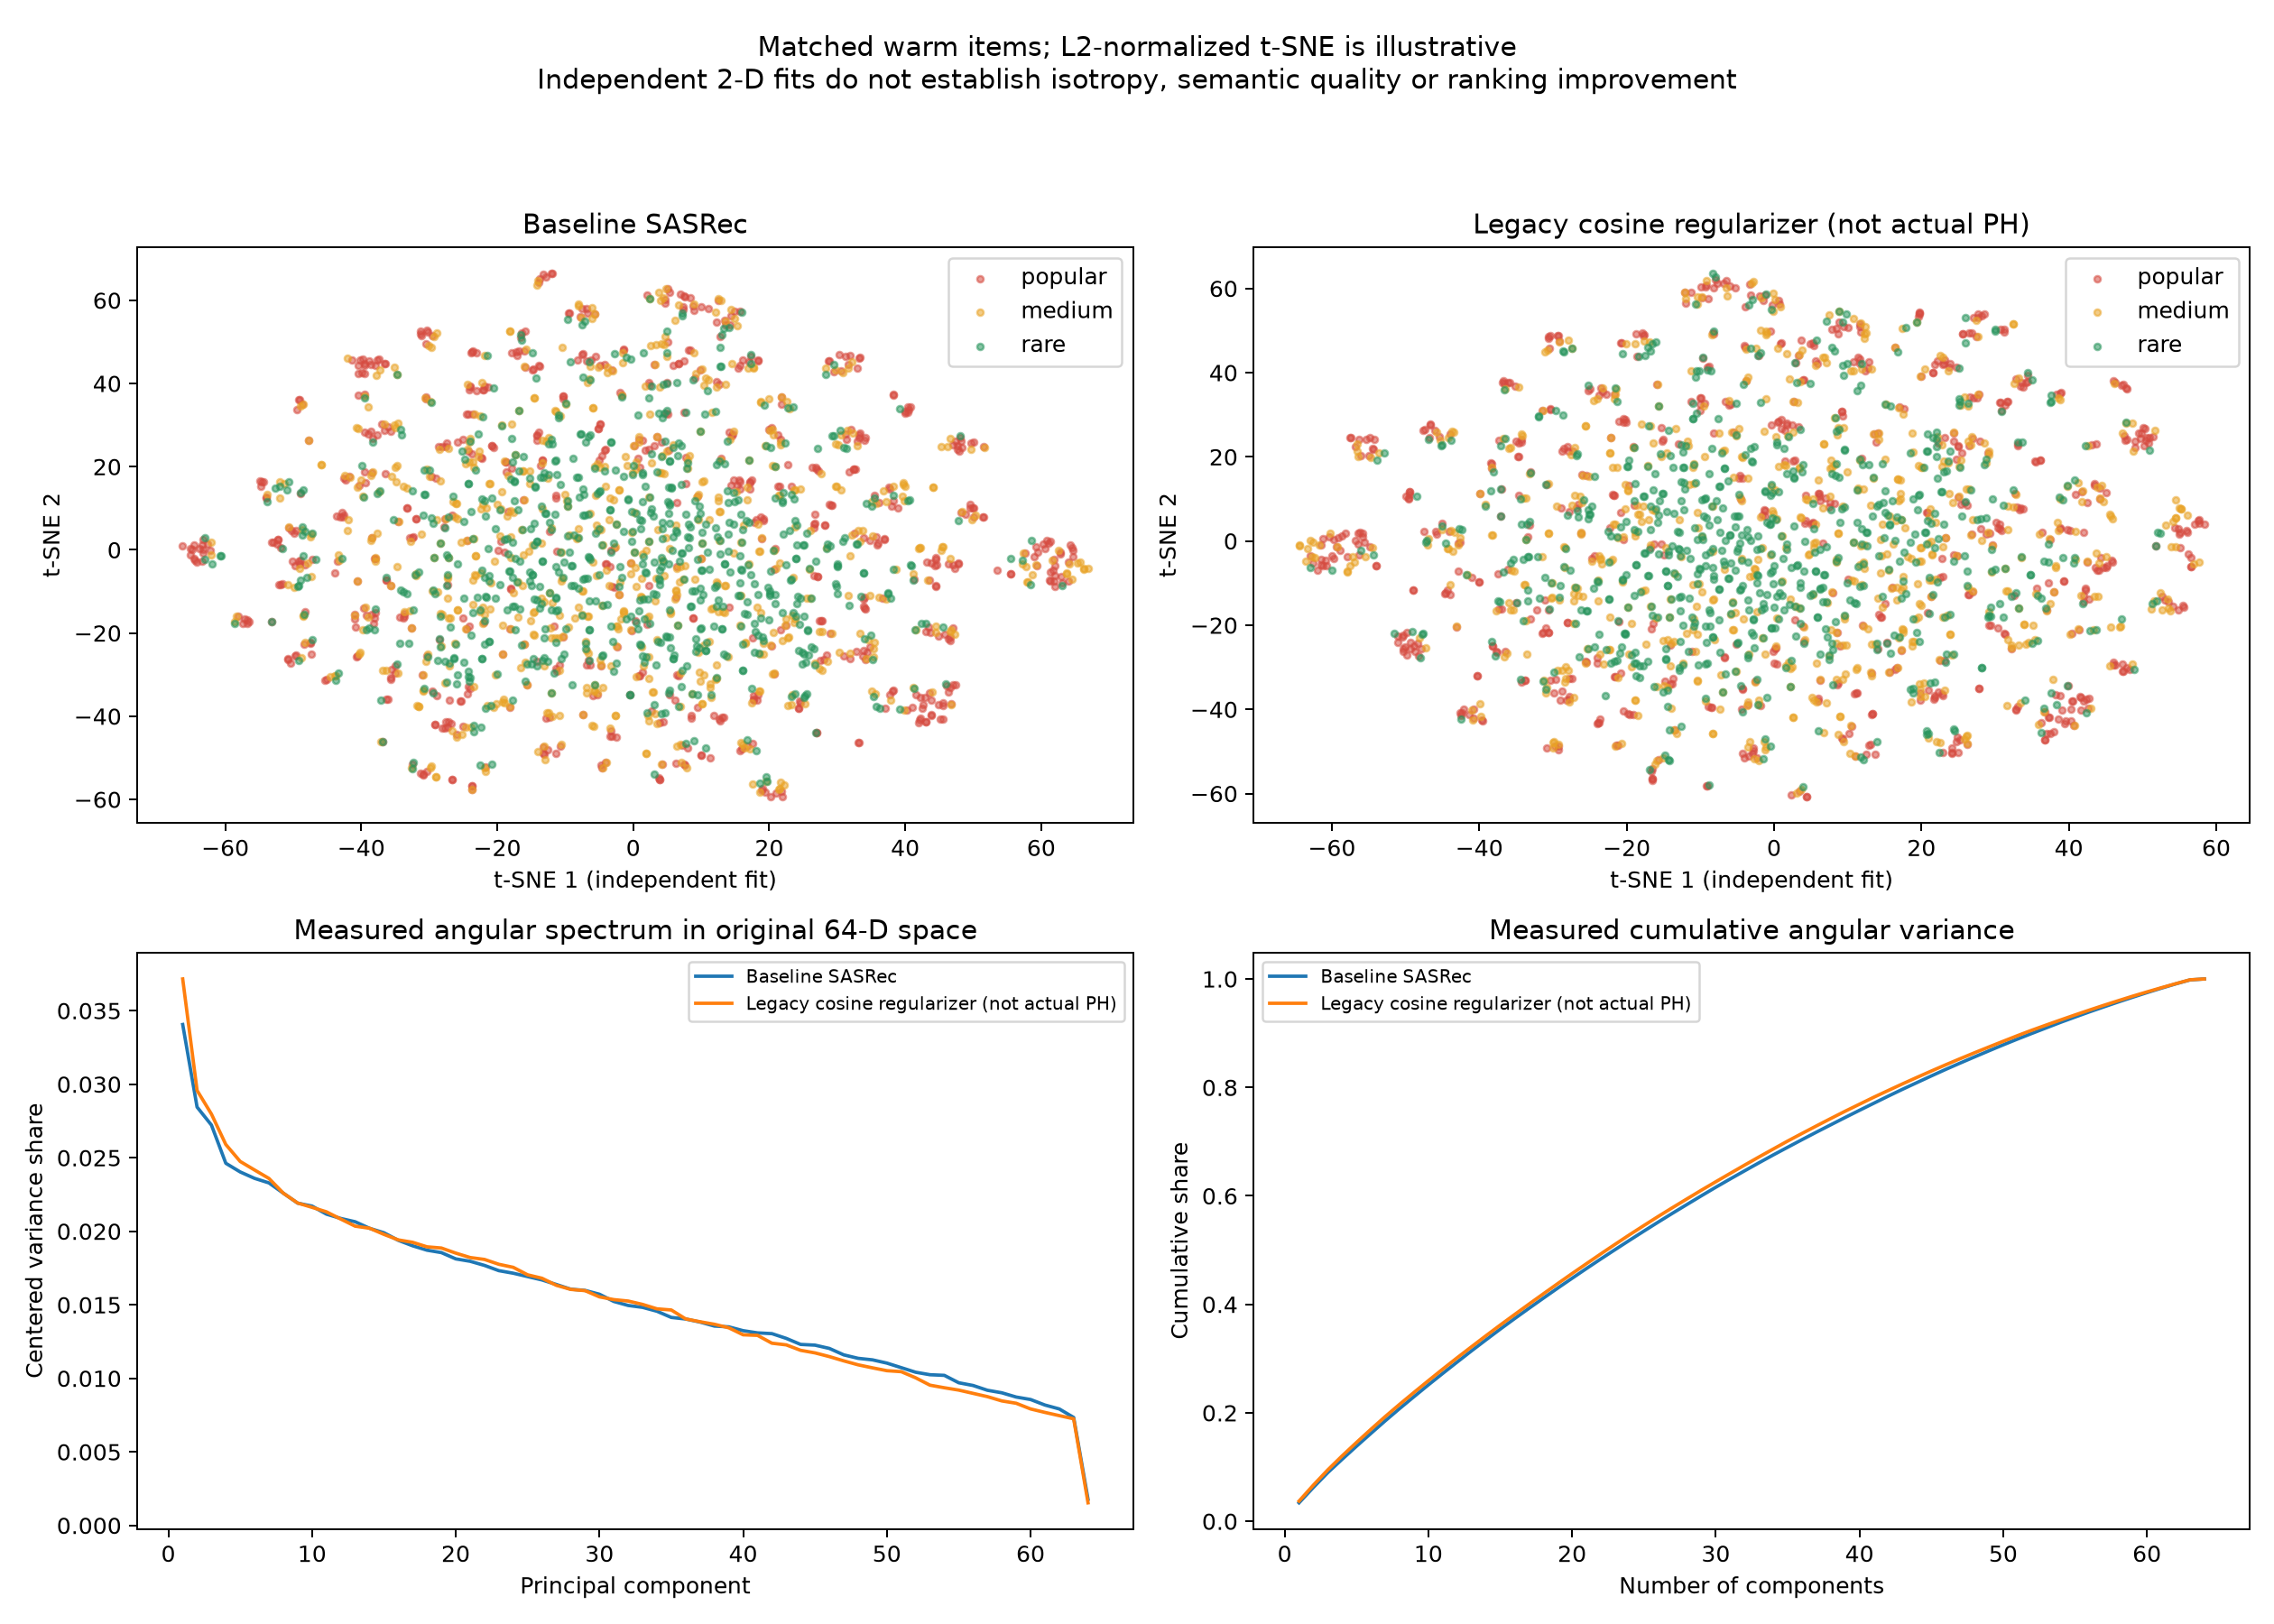 Matched warm items; L2-normalized t-SNE is illustrative
Independent 2-D fits do not establish isotropy, semantic quality or ranking improvement
Baseline SASRec
popular
medium
rare
60
40
20
0
−20
−40
−60
t-SNE 2
−60
−40
−20
0
20
40
60
t-SNE 1 (independent fit)
Legacy cosine regularizer (not actual PH)
popular
medium
rare
60
40
20
0
−20
−40
−60
t-SNE 2
−60
−40
−20
0
20
40
60
t-SNE 1 (independent fit)
Measured angular spectrum in original 64-D space
Baseline SASRec
Legacy cosine regularizer (not actual PH)
0.035
0.030
0.025
0.020
0.015
0.010
0.005
0.000
Centered variance share
0
10
20
30
40
50
60
Principal component
Measured cumulative angular variance
Baseline SASRec
Legacy cosine regularizer (not actual PH)
1.0
0.8
0.6
0.4
0.2
0.0
Cumulative share
0
10
20
30
40
50
60
Number of components